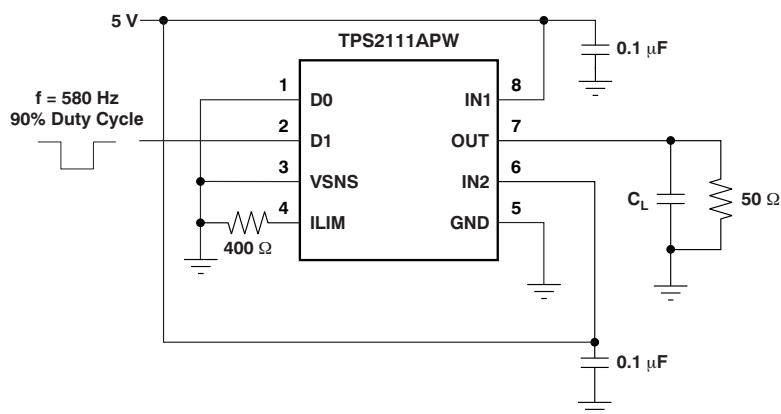 5 V
TPS2111APW
0.1 μF
f = 580 Hz
90% Duty Cycle
1
D0
IN1
8
2
D1
OUT
7
3
VSNS
IN2
6
4
ILIM
GND
5
400 Ω
CL
50 Ω
0.1 μF